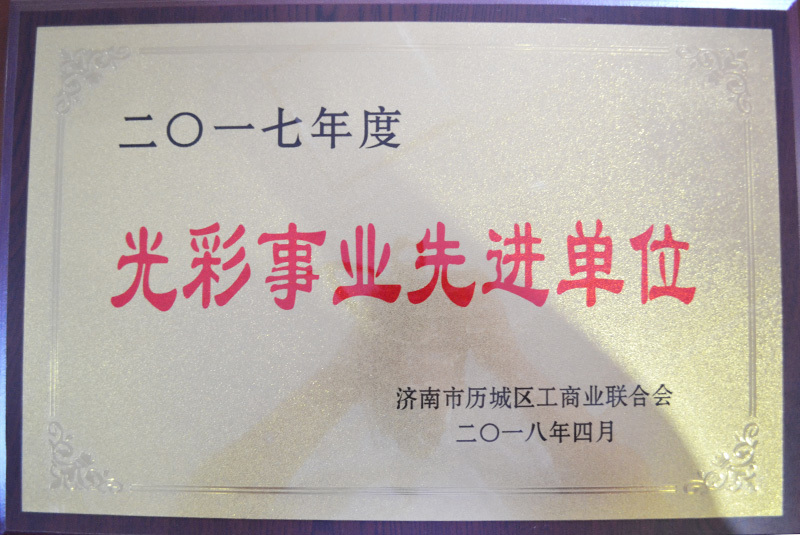 二〇一七年度
光彩事业先进单位
济南市历城区工商业联合会
二〇一八年四月